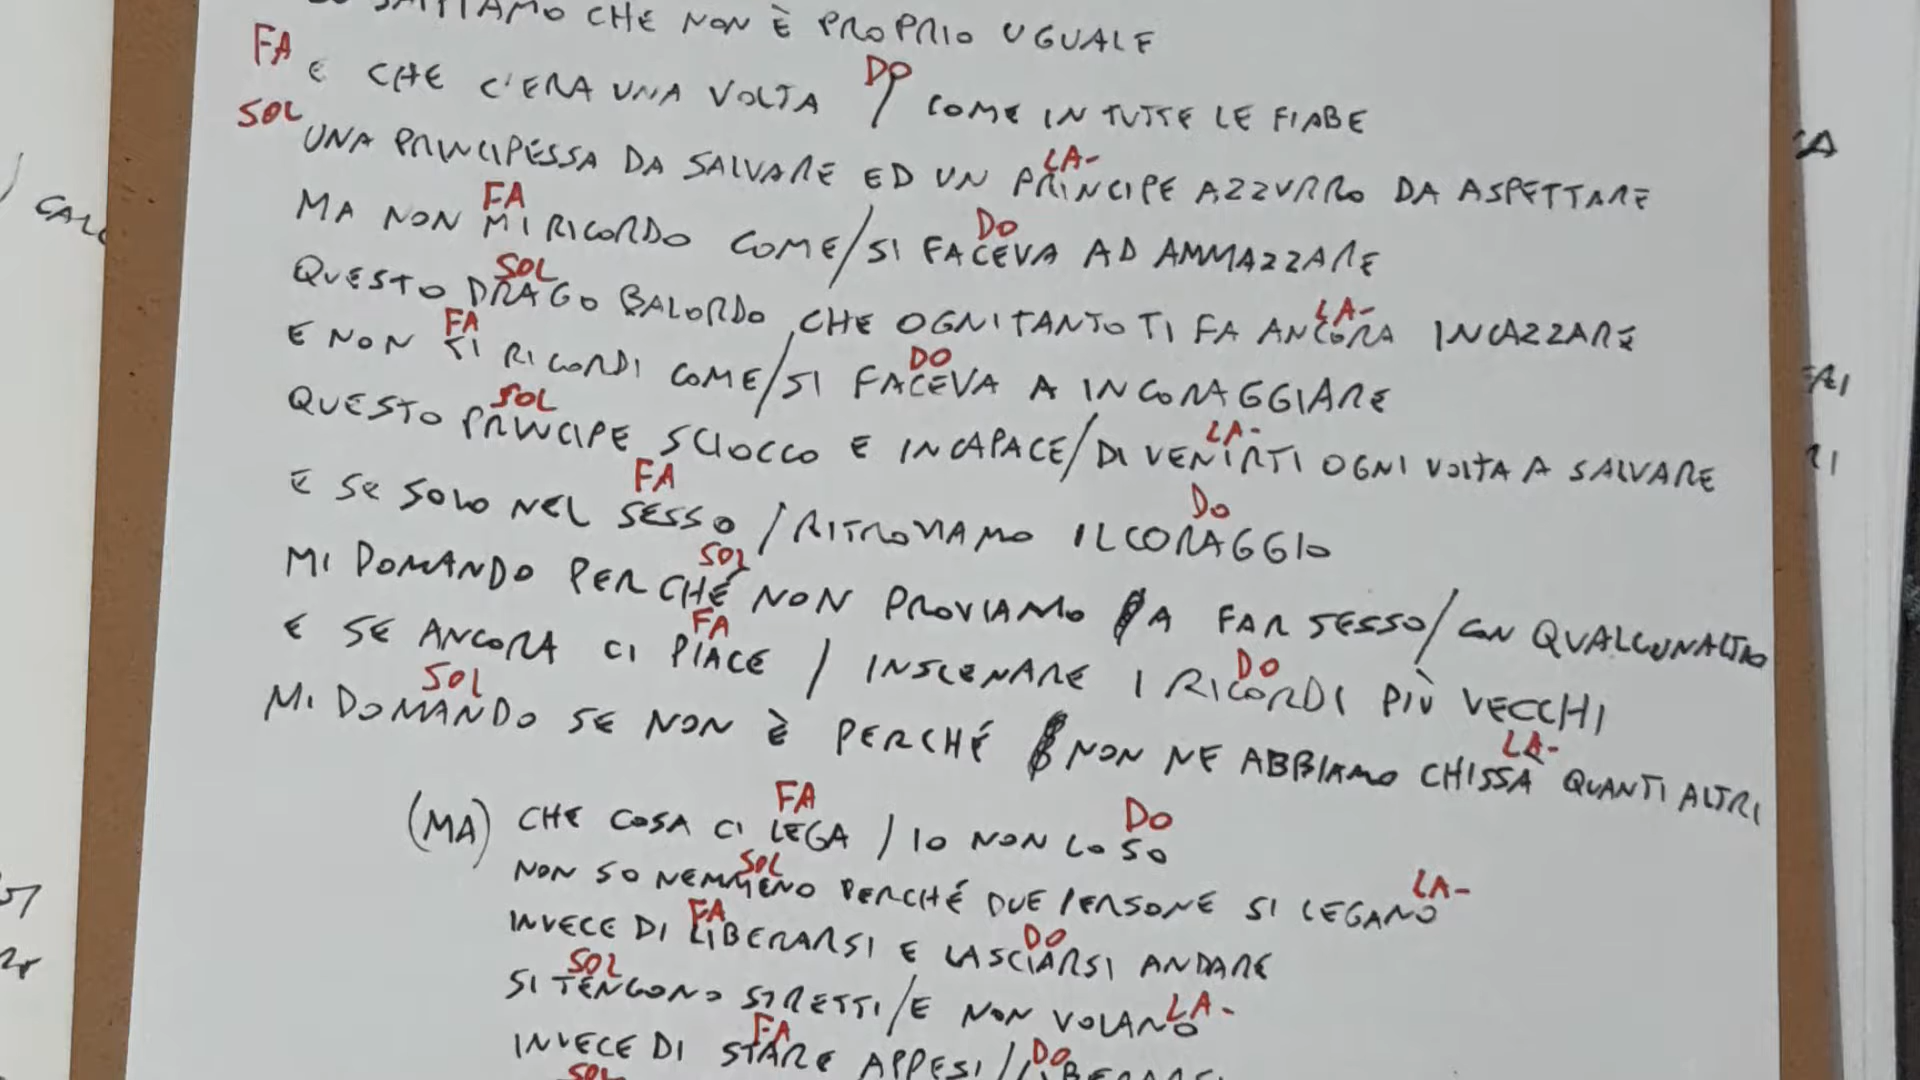 SAPPIAMO CHE NON È PROPRIO UGUALE
FA DO
E CHE C'ERA UNA VOLTA / COME IN TUTTE LE FIABE
SOL LA-
UNA PRINCIPESSA DA SALVARE ED UN PRINCIPE AZZURRO DA ASPETTARE
FA DO
MA NON MI RICORDO COME/SI FACEVA AD AMMAZZARE
SOL LA-
QUESTO DRAGO BALORDO, CHE OGNI TANTO TI FA ANCORA INCAZZARE
FA DO
E NON TI RICORDI COME/SI FACEVA A INCORAGGIARE
SOL LA-
QUESTO PRINCIPE SCIOCCO E INCAPACE/DI VENIRTI OGNI VOLTA A SALVARE
FA DO
E SE SOLO NEL SESSO / RITROVIAMO IL CORAGGIO
SOL
MI DOMANDO PERCHÉ NON PROVIAMO A FAR SESSO/CON QUALCUN ALTRO
FA DO
E SE ANCORA CI PIACE / INSCENARE I RICORDI PIÙ VECCHI
SOL LA-
MI DOMANDO SE NON È PERCHÉ NON NE ABBIAMO CHISSÀ QUANTI ALTRI
FA DO
(MA) CHE COSA CI LEGA / IO NON LO SO
SOL LA-
NON SO NEMMENO PERCHÉ DUE PERSONE SI LEGANO
FA DO
INVECE DI LIBERARSI E LASCIARSI ANDARE
SOL LA-
SI TENGONO STRETTI/E NON VOLANO
FA DO
INVECE DI STARE APPESI/
SOL